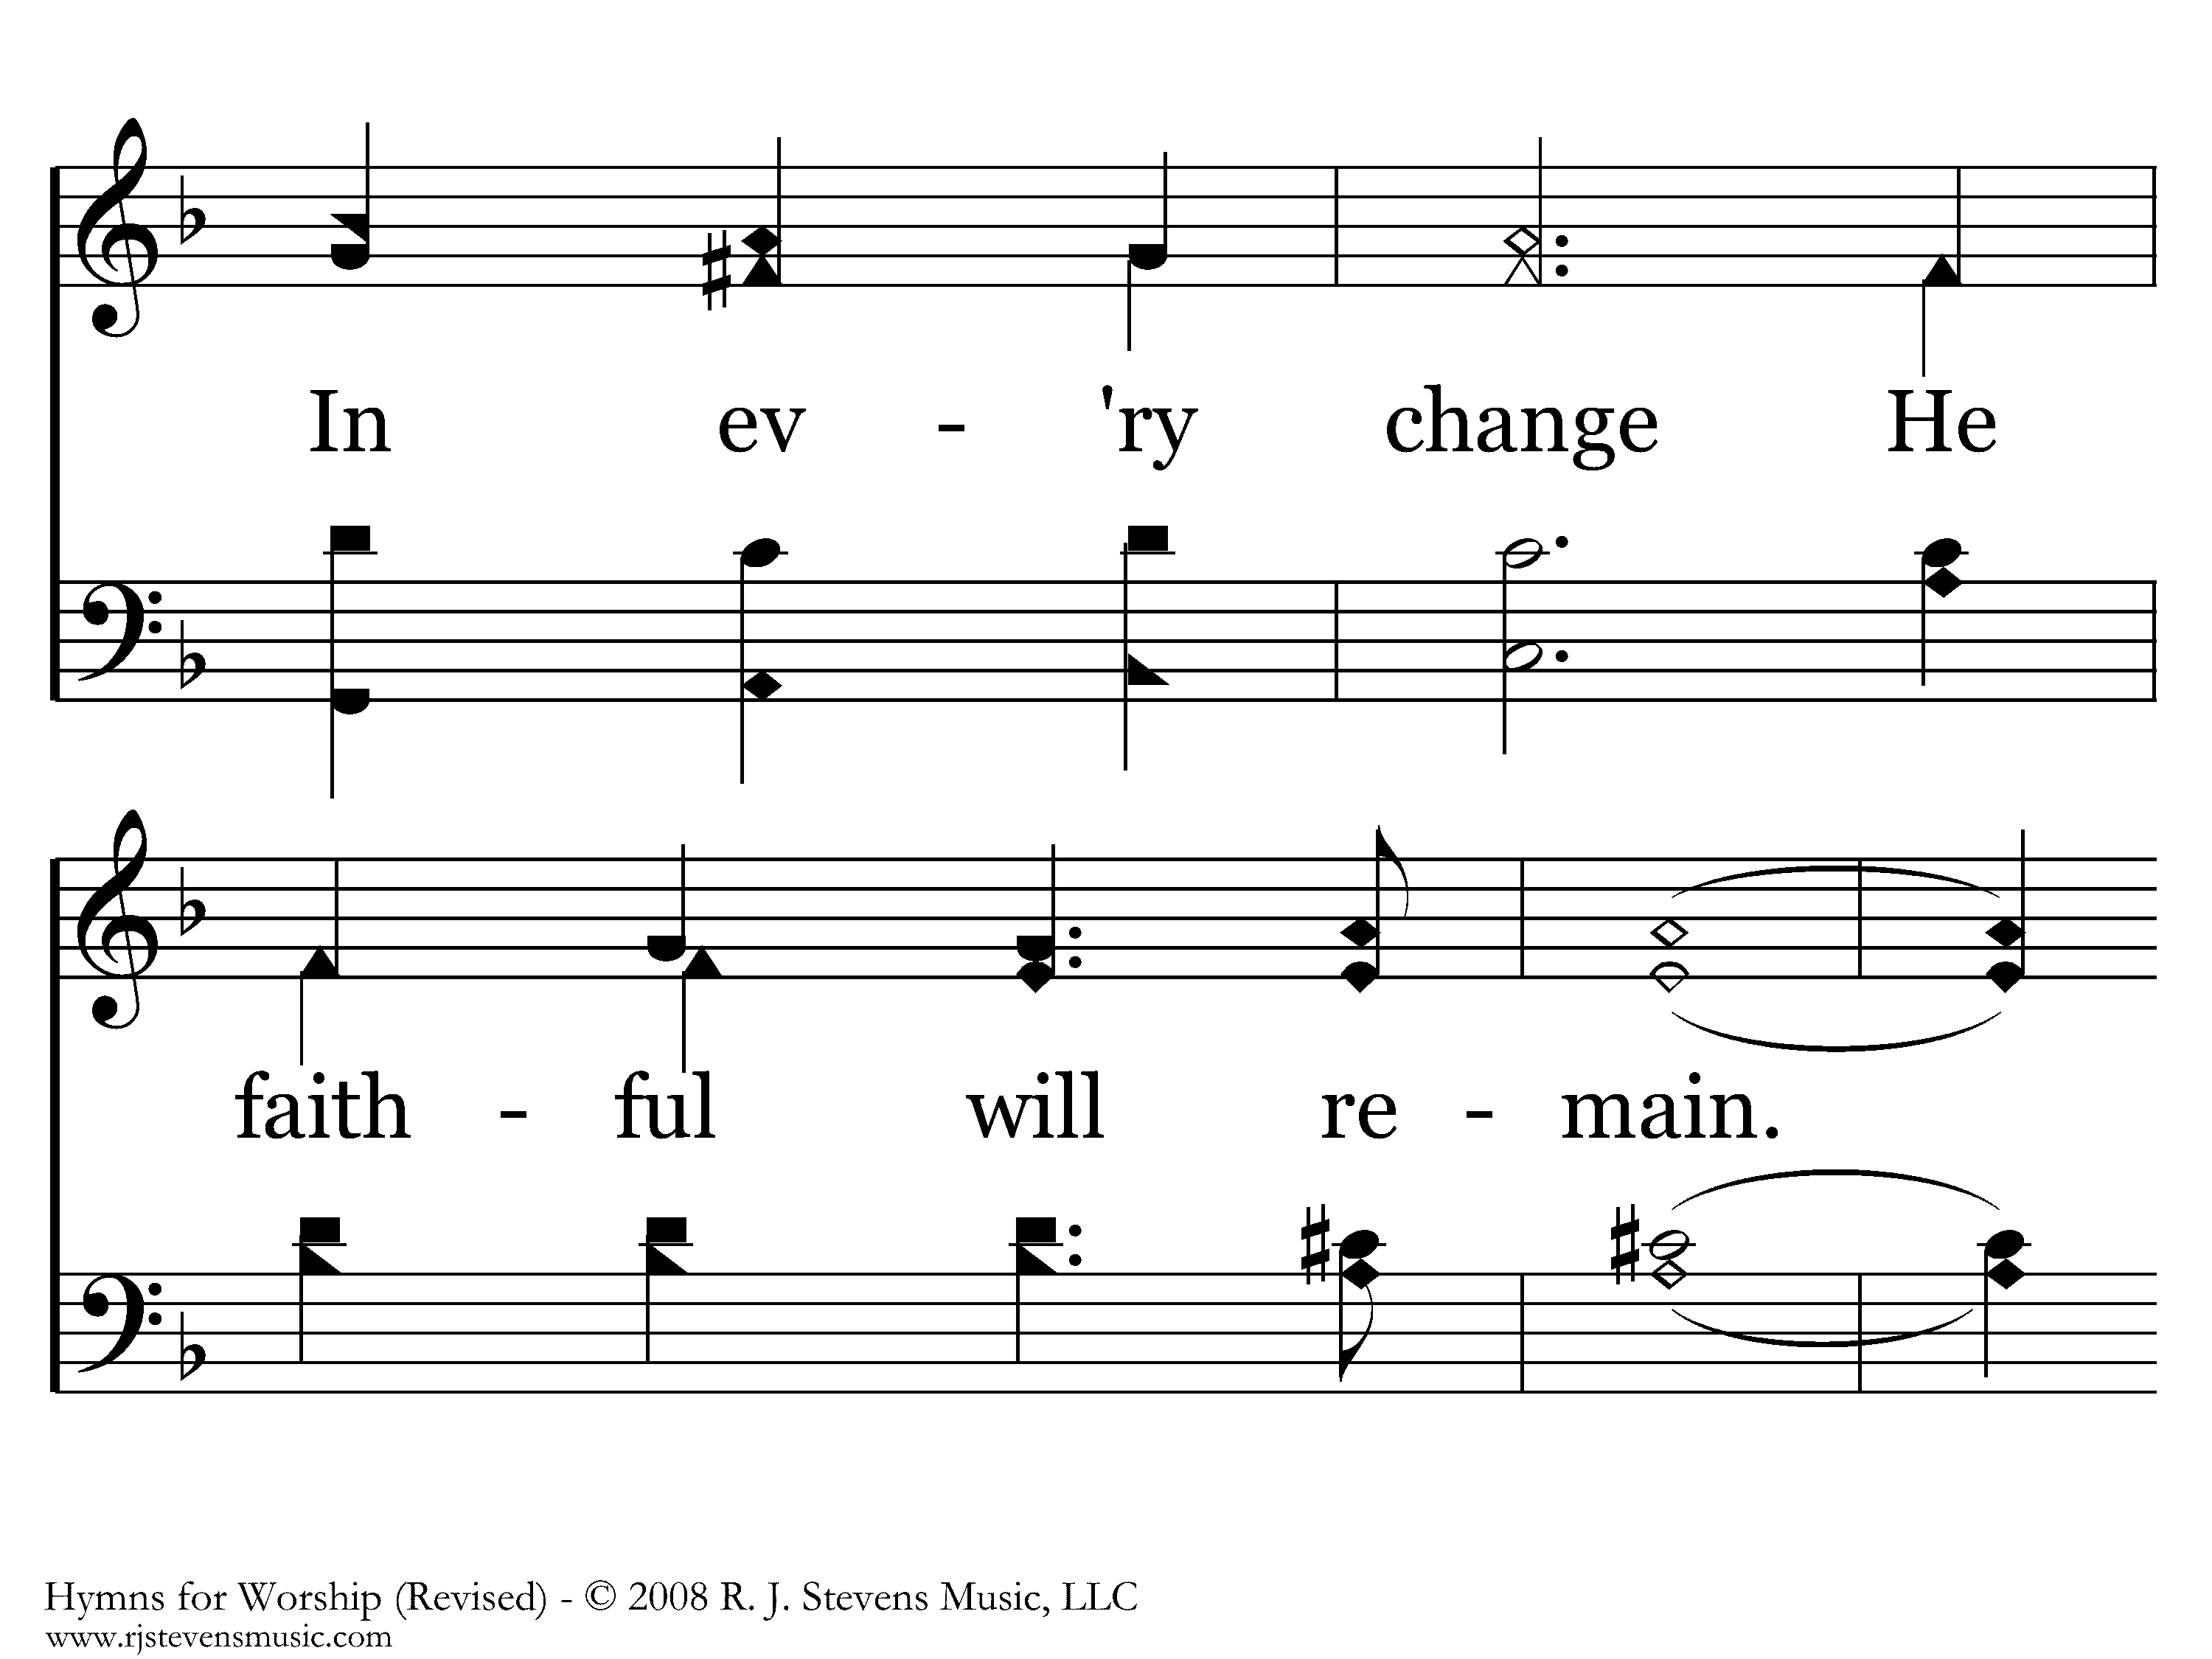 In ev - 'ry change He
faith - ful will re - main.
Hymns for Worship (Revised) - © 2008 R. J. Stevens Music, LLC
www.rjstevensmusic.com